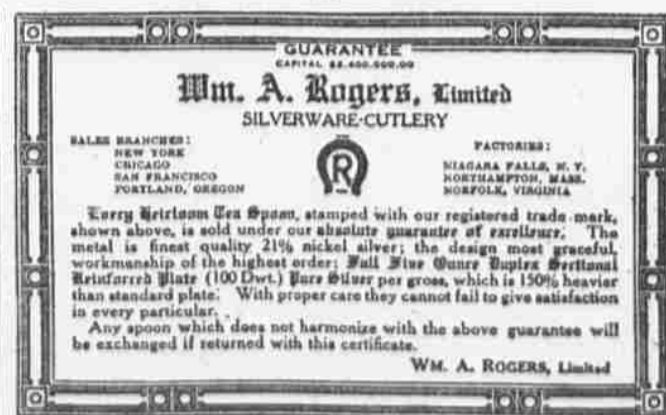 GUARANTEE
CAPITAL $2,400,000.00
Wm. A. Rogers, Limited
SILVERWARE-CUTLERY
SALES BRANCHES:
NEW YORK
CHICAGO
SAN FRANCISCO
PORTLAND, OREGON
R
FACTORIES:
NIAGARA FALLS, N. Y.
NORTHAMPTON, MASS.
NORFOLK, VIRGINIA
Every Heirloom Tea Spoon, stamped with our registered trade mark,
shown above, is sold under our absolute guarantee of excellence. The
metal is finest quality 21% nickel silver; the design most graceful,
workmanship of the highest order; Full Five Ounce Duplex Sectional
Reinforced Plate (100 Dwt.) Pure Silver per gross, which is 150% heavier
than standard plate. With proper care they cannot fail to give satisfaction
in every particular.
Any spoon which does not harmonize with the above guarantee will
be exchanged if returned with this certificate.
WM. A. ROGERS, Limited